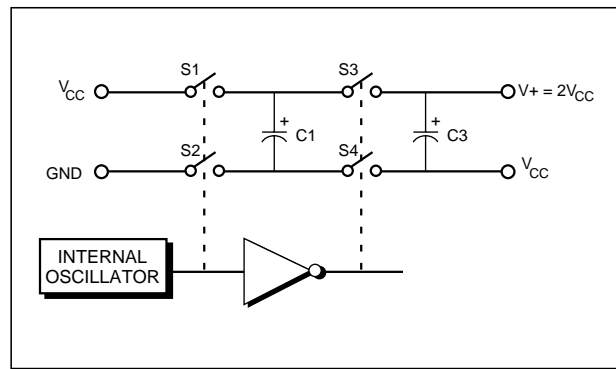 S1
S3
VCC
V+ = 2VCC
+
C1
+
C3
S2
S4
GND
VCC
INTERNAL
OSCILLATOR